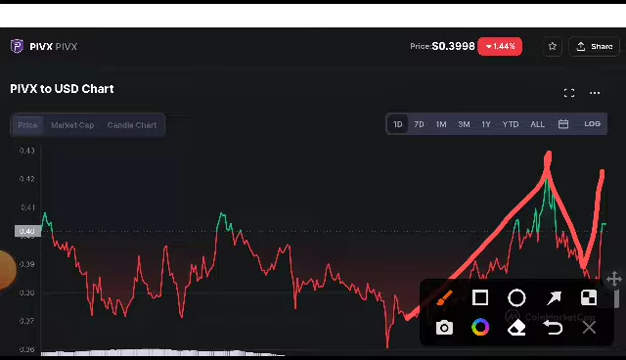 PIVX PIVX
Price: $0.3998 ▾1.44%
Share
PIVX to USD Chart
Price Market Cap Candle Chart
1D 7D 1M 3M 1Y YTD ALL LOG
0.43
0.42
0.41
0.40
0.39
0.38
0.37
0.36
CoinMarketCap